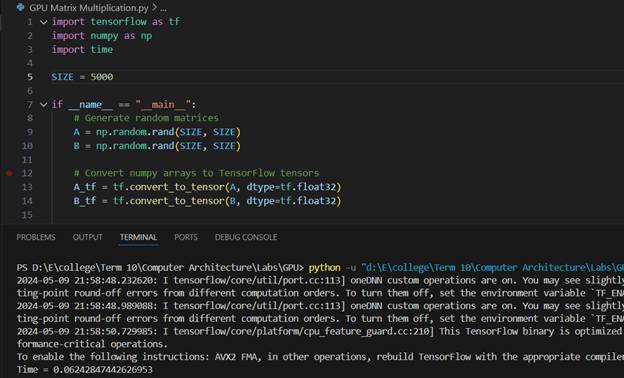 GPU Matrix Multiplication.py > ...
1 import tensorflow as tf
2 import numpy as np
3 import time
4
5 SIZE = 5000
6
7 if __name__ == "__main__":
8 # Generate random matrices
9 A = np.random.rand(SIZE, SIZE)
10 B = np.random.rand(SIZE, SIZE)
11
12 # Convert numpy arrays to TensorFlow tensors
13 A_tf = tf.convert_to_tensor(A, dtype=tf.float32)
14 B_tf = tf.convert_to_tensor(B, dtype=tf.float32)
15
PROBLEMS OUTPUT TERMINAL PORTS DEBUG CONSOLE
PS D:\E\college\Term 10\Computer Architecture\Labs\GPU> python -u "d:\E\college\Term 10\Computer Architecture\Labs\G
2024-05-09 21:58:48.232620: I tensorflow/core/util/port.cc:113] oneDNN custom operations are on. You may see slightly
ting-point round-off errors from different computation orders. To turn them off, set the environment variable `TF_EN
2024-05-09 21:58:48.989088: I tensorflow/core/util/port.cc:113] oneDNN custom operations are on. You may see slightly
ting-point round-off errors from different computation orders. To turn them off, set the environment variable `TF_EN
2024-05-09 21:58:50.729985: I tensorflow/core/platform/cpu_feature_guard.cc:210] This TensorFlow binary is optimized
formance-critical operations.
To enable the following instructions: AVX2 FMA, in other operations, rebuild TensorFlow with the appropriate compile
Time = 0.06242847442626953